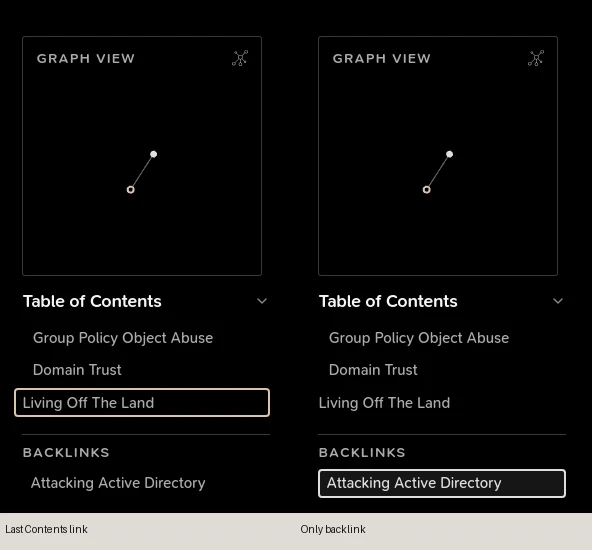 GRAPH VIEW
Table of Contents
Group Policy Object Abuse
Domain Trust
Living Off The Land
BACKLINKS
Attacking Active Directory
Last Contents link
GRAPH VIEW
Table of Contents
Group Policy Object Abuse
Domain Trust
Living Off The Land
BACKLINKS
Attacking Active Directory
Only backlink